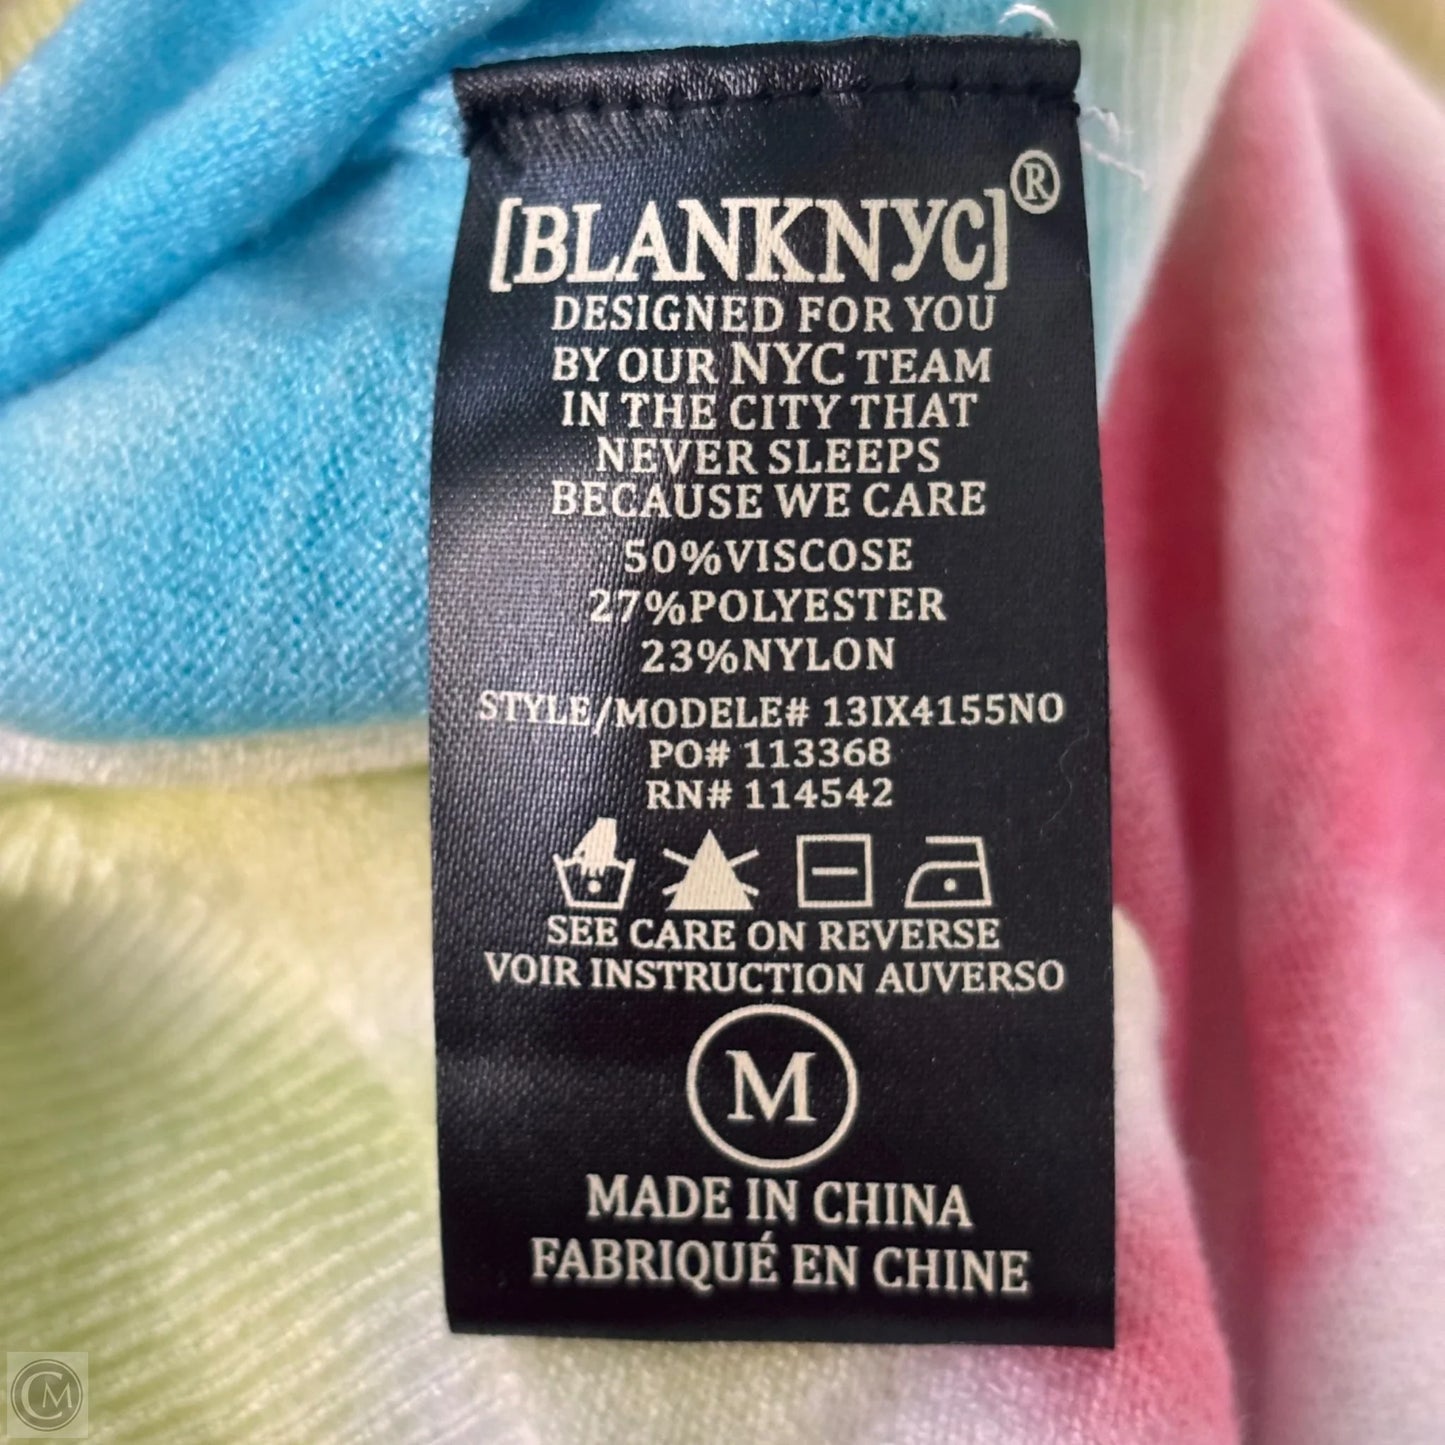 [BLANKNYC]®
DESIGNED FOR YOU
BY OUR NYC TEAM
IN THE CITY THAT
NEVER SLEEPS
BECAUSE WE CARE
50%VISCOSE
27%POLYESTER
23%NYLON
STYLE/MODELE# 13IX4155NO
PO# 113368
RN# 114542
SEE CARE ON REVERSE
VOIR INSTRUCTION AUVERSO
M
MADE IN CHINA
FABRIQUÉ EN CHINE
CM